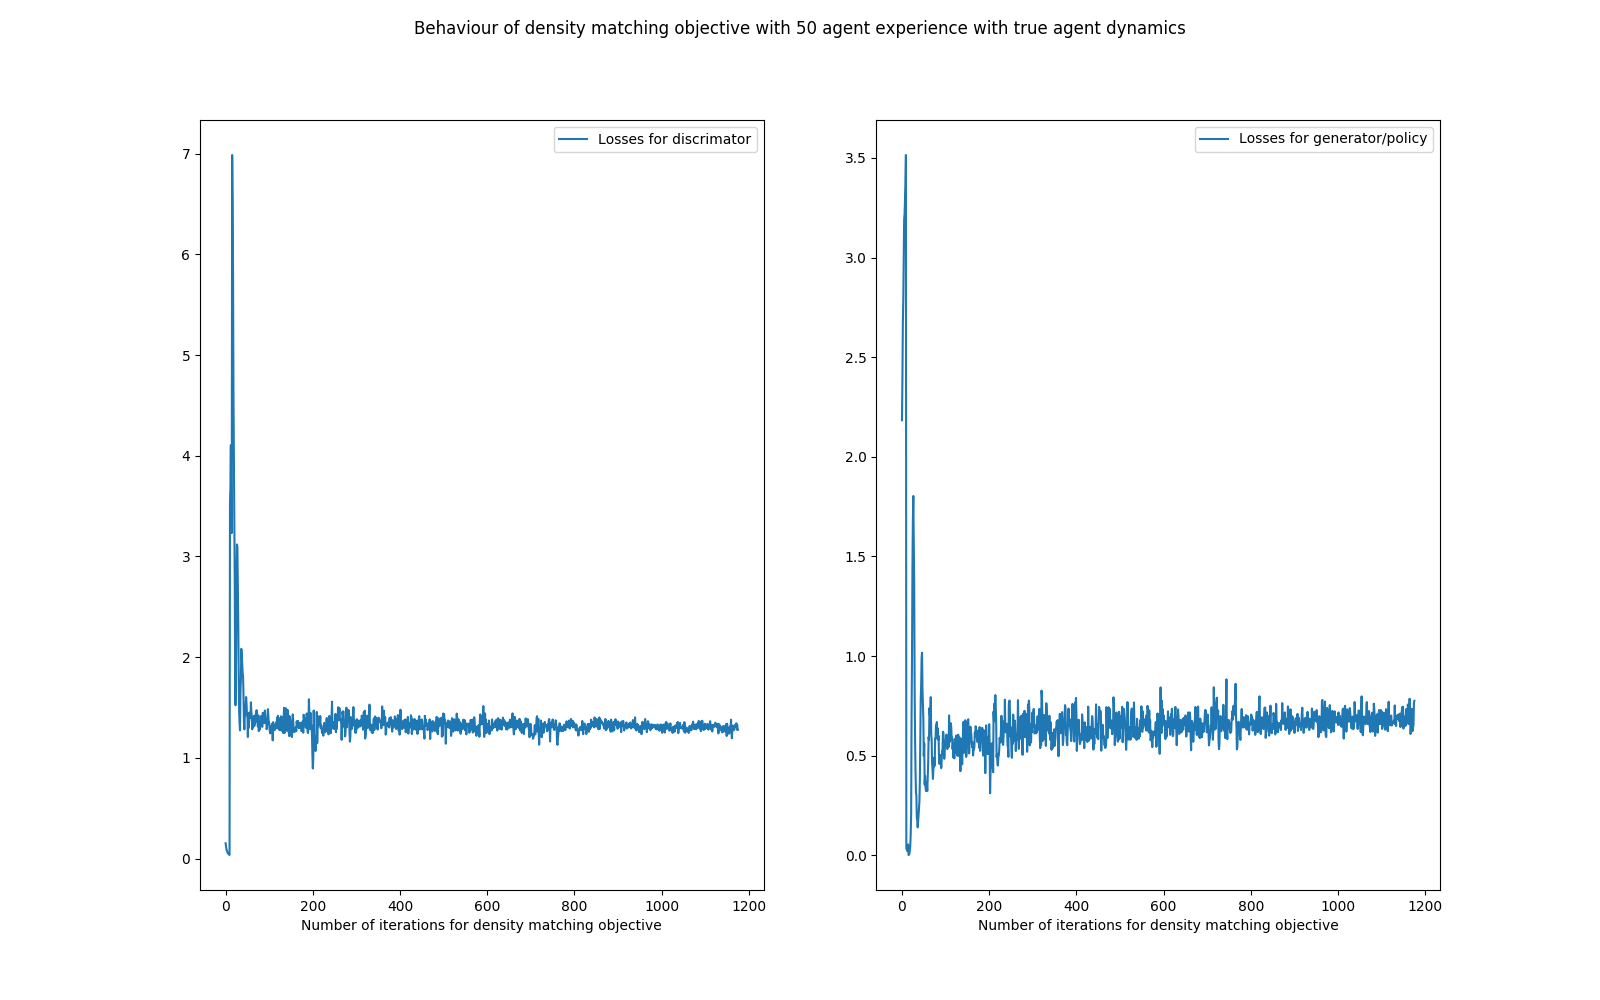 Behaviour of density matching objective with 50 agent experience with true agent dynamics
Losses for discrimator
7
6
5
4
3
2
1
0
0 200 400 600 800 1000 1200
Number of iterations for density matching objective
Losses for generator/policy
3.5
3.0
2.5
2.0
1.5
1.0
0.5
0.0
0 200 400 600 800 1000 1200
Number of iterations for density matching objective